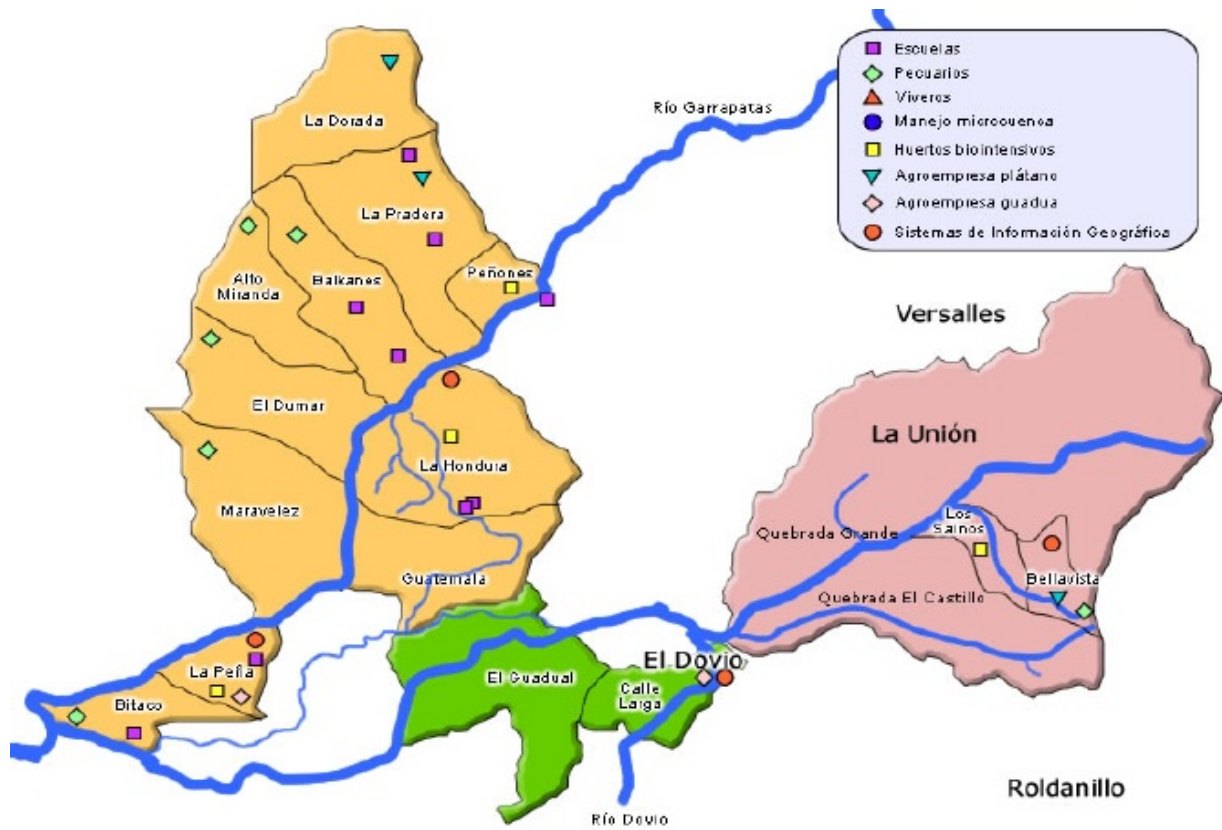 Escuelas
Pecuarios
Viveros
Manejo microcuenca
Huertos biointensivos
Agroempresa plátano
Agroempresa guadua
Sistemas de Información Geográfica
Río Garrapatas
La Dorada
La Pradera
Peñones
Alto
Miranda
Balkanes
El Dumar
La Hondura
Maravelez
Guatemala
La Peña
Bitaco
El Guadual
Calle
Larga
El Dovio
Río Dovio
Versalles
La Unión
Los
Sainos
Quebrada Grande
Bellavista
Quebrada El Castillo
Roldanillo